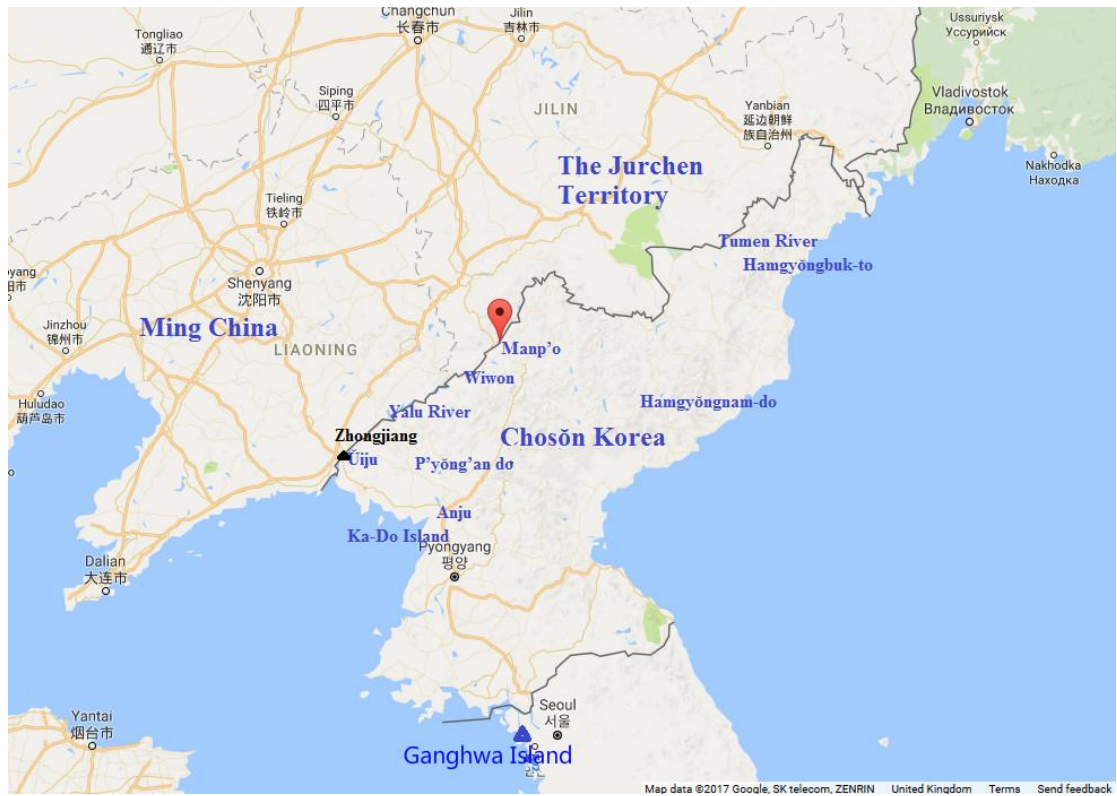 Changchun
长春市
Jilin
吉林市
Ussuriysk
Уссурийск
Tongliao
通辽市
Siping
四平市
JILIN
Yanbian
延边朝鲜
族自治州
Vladivostok
Владивосток
Nakhodka
Находка
The Jurchen
Territory
Tieling
铁岭市
Tumen River
Hamgyŏngbuk-to
Shenyang
沈阳市
Jinzhou
锦州市
Ming China
LIAONING
Manp’o
Wiwon
Huludao
葫芦岛市
Yalu River
Hamgyŏngnam-do
Zhongjiang
Chosŏn Korea
Ŭiju
P’yŏng’an do
Anju
Ka-Do Island
Pyongyang
평양
Dalian
大连市
Yantai
烟台市
Seoul
서울
Ganghwa Island
Map data ©2017 Google, SK telecom, ZENRIN United Kingdom Terms Send feedback